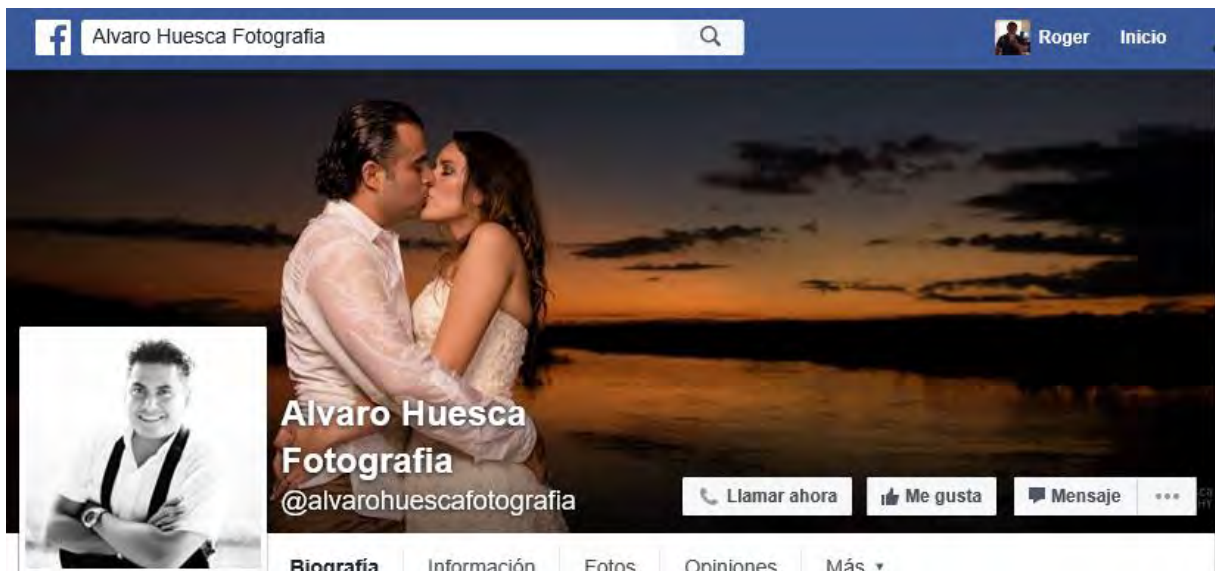 f
Alvaro Huesca Fotografia
Roger Inicio
Alvaro Huesca
Fotografia
@alvarohuescafotografia
Llamar ahora Me gusta Mensaje ...
Biografía Información Fotos Opiniones Más